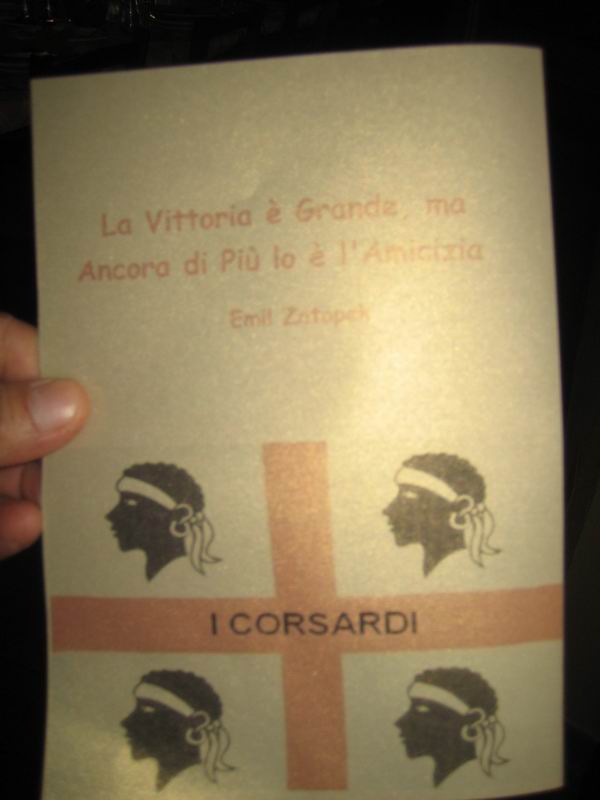 La Vittoria è Grande, ma
Ancora di Più lo è l'Amicizia
Emil Zatopek
I CORSARDI